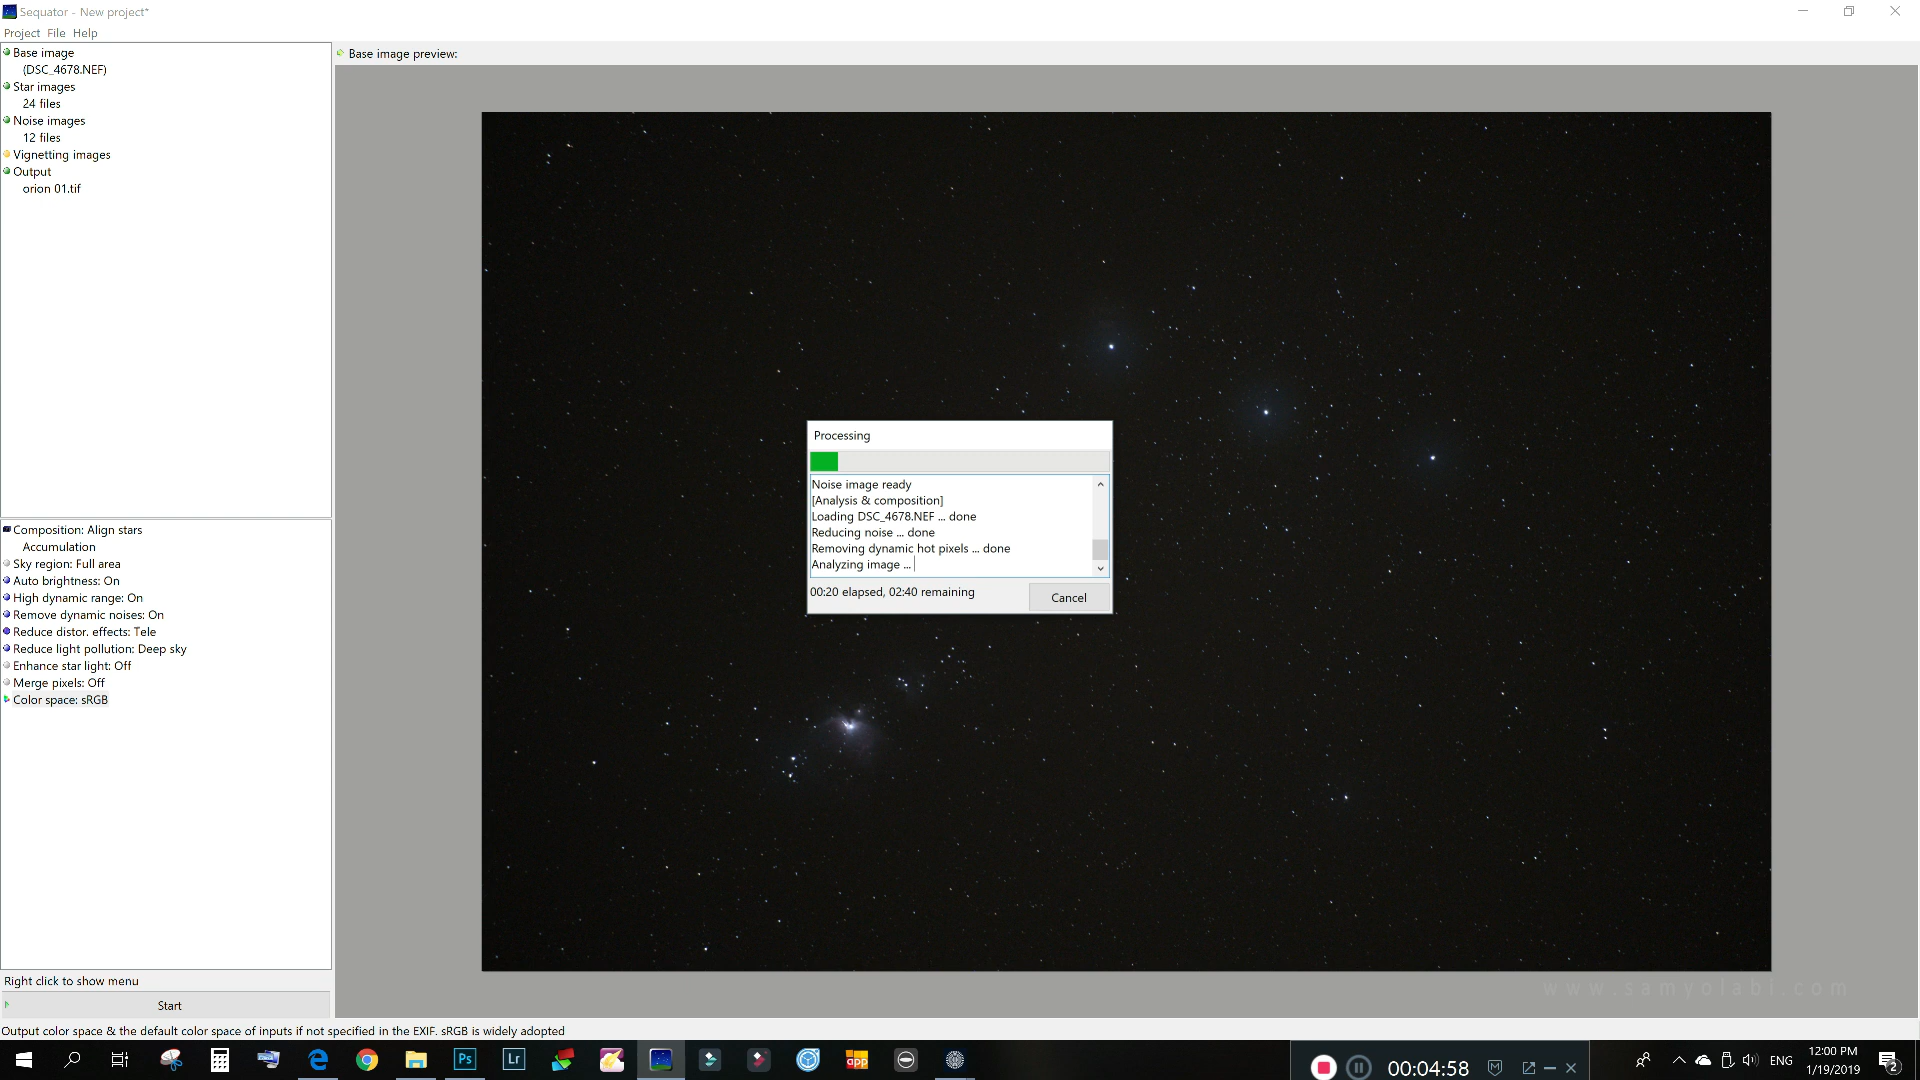 Sequator - New project*
Project File Help
Base image
(DSC_4678.NEF)
Star images
24 files
Noise images
12 files
Vignetting images
Output
orion 01.tif
Base image preview:
Processing
Noise image ready
[Analysis & composition]
Loading DSC_4678.NEF ... done
Reducing noise ... done
Removing dynamic hot pixels ... done
Analyzing image ...
00:20 elapsed, 02:40 remaining
Cancel
Composition: Align stars
Accumulation
Sky region: Full area
Auto brightness: On
High dynamic range: On
Remove dynamic noises: On
Reduce distor. effects: Tele
Reduce light pollution: Deep sky
Enhance star light: Off
Merge pixels: Off
Color space: sRGB
Right click to show menu
Start
www.samyolabi.com
Output color space & the default color space of inputs if not specified in the EXIF. sRGB is widely adopted
Ps
Lr
app
00:04:58
ENG
12:00 PM
1/19/2019
2